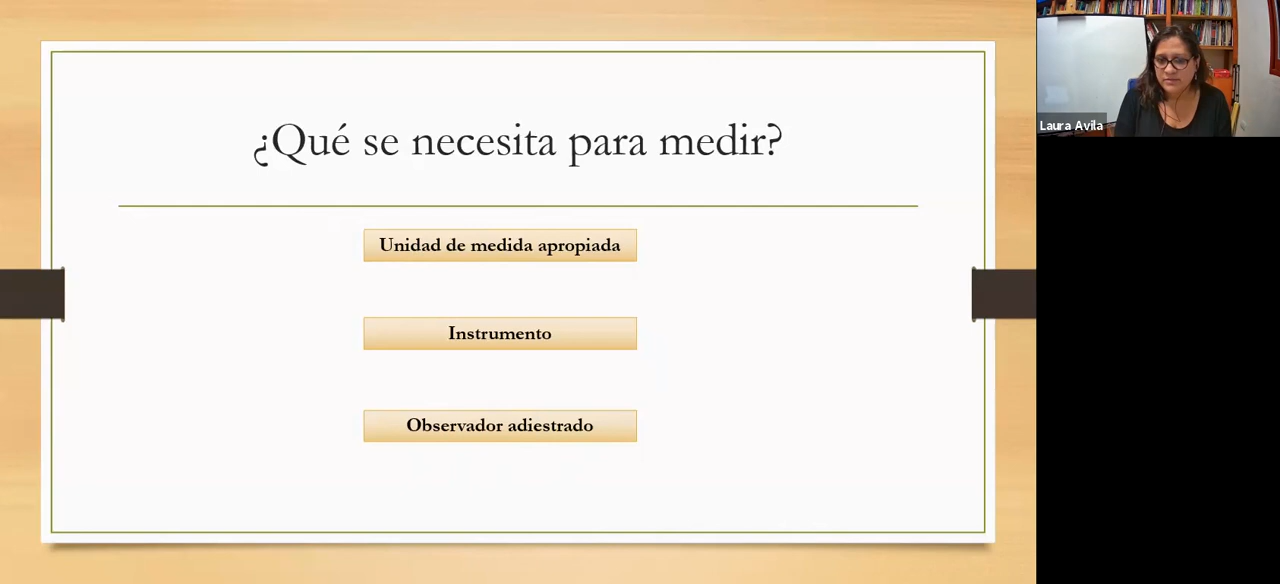 ¿Qué se necesita para medir?
Unidad de medida apropiada
Instrumento
Observador adiestrado
Laura Avila